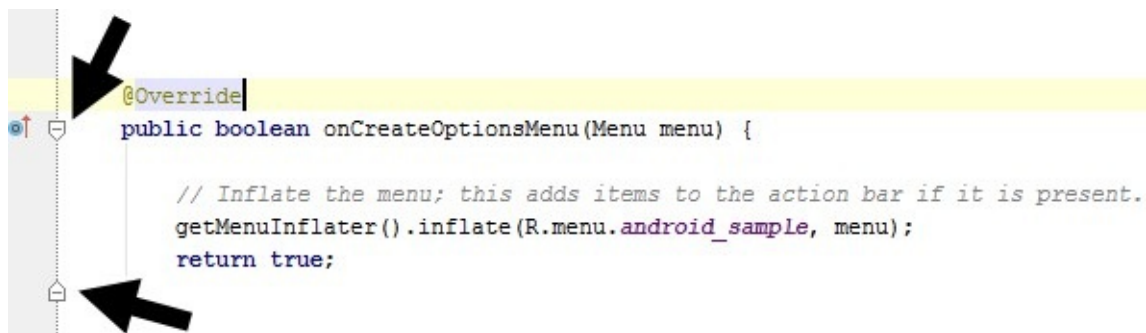 @Override
public boolean onCreateOptionsMenu(Menu menu) {
// Inflate the menu; this adds items to the action bar if it is present.
getMenuInflater().inflate(R.menu.android_sample, menu);
return true;